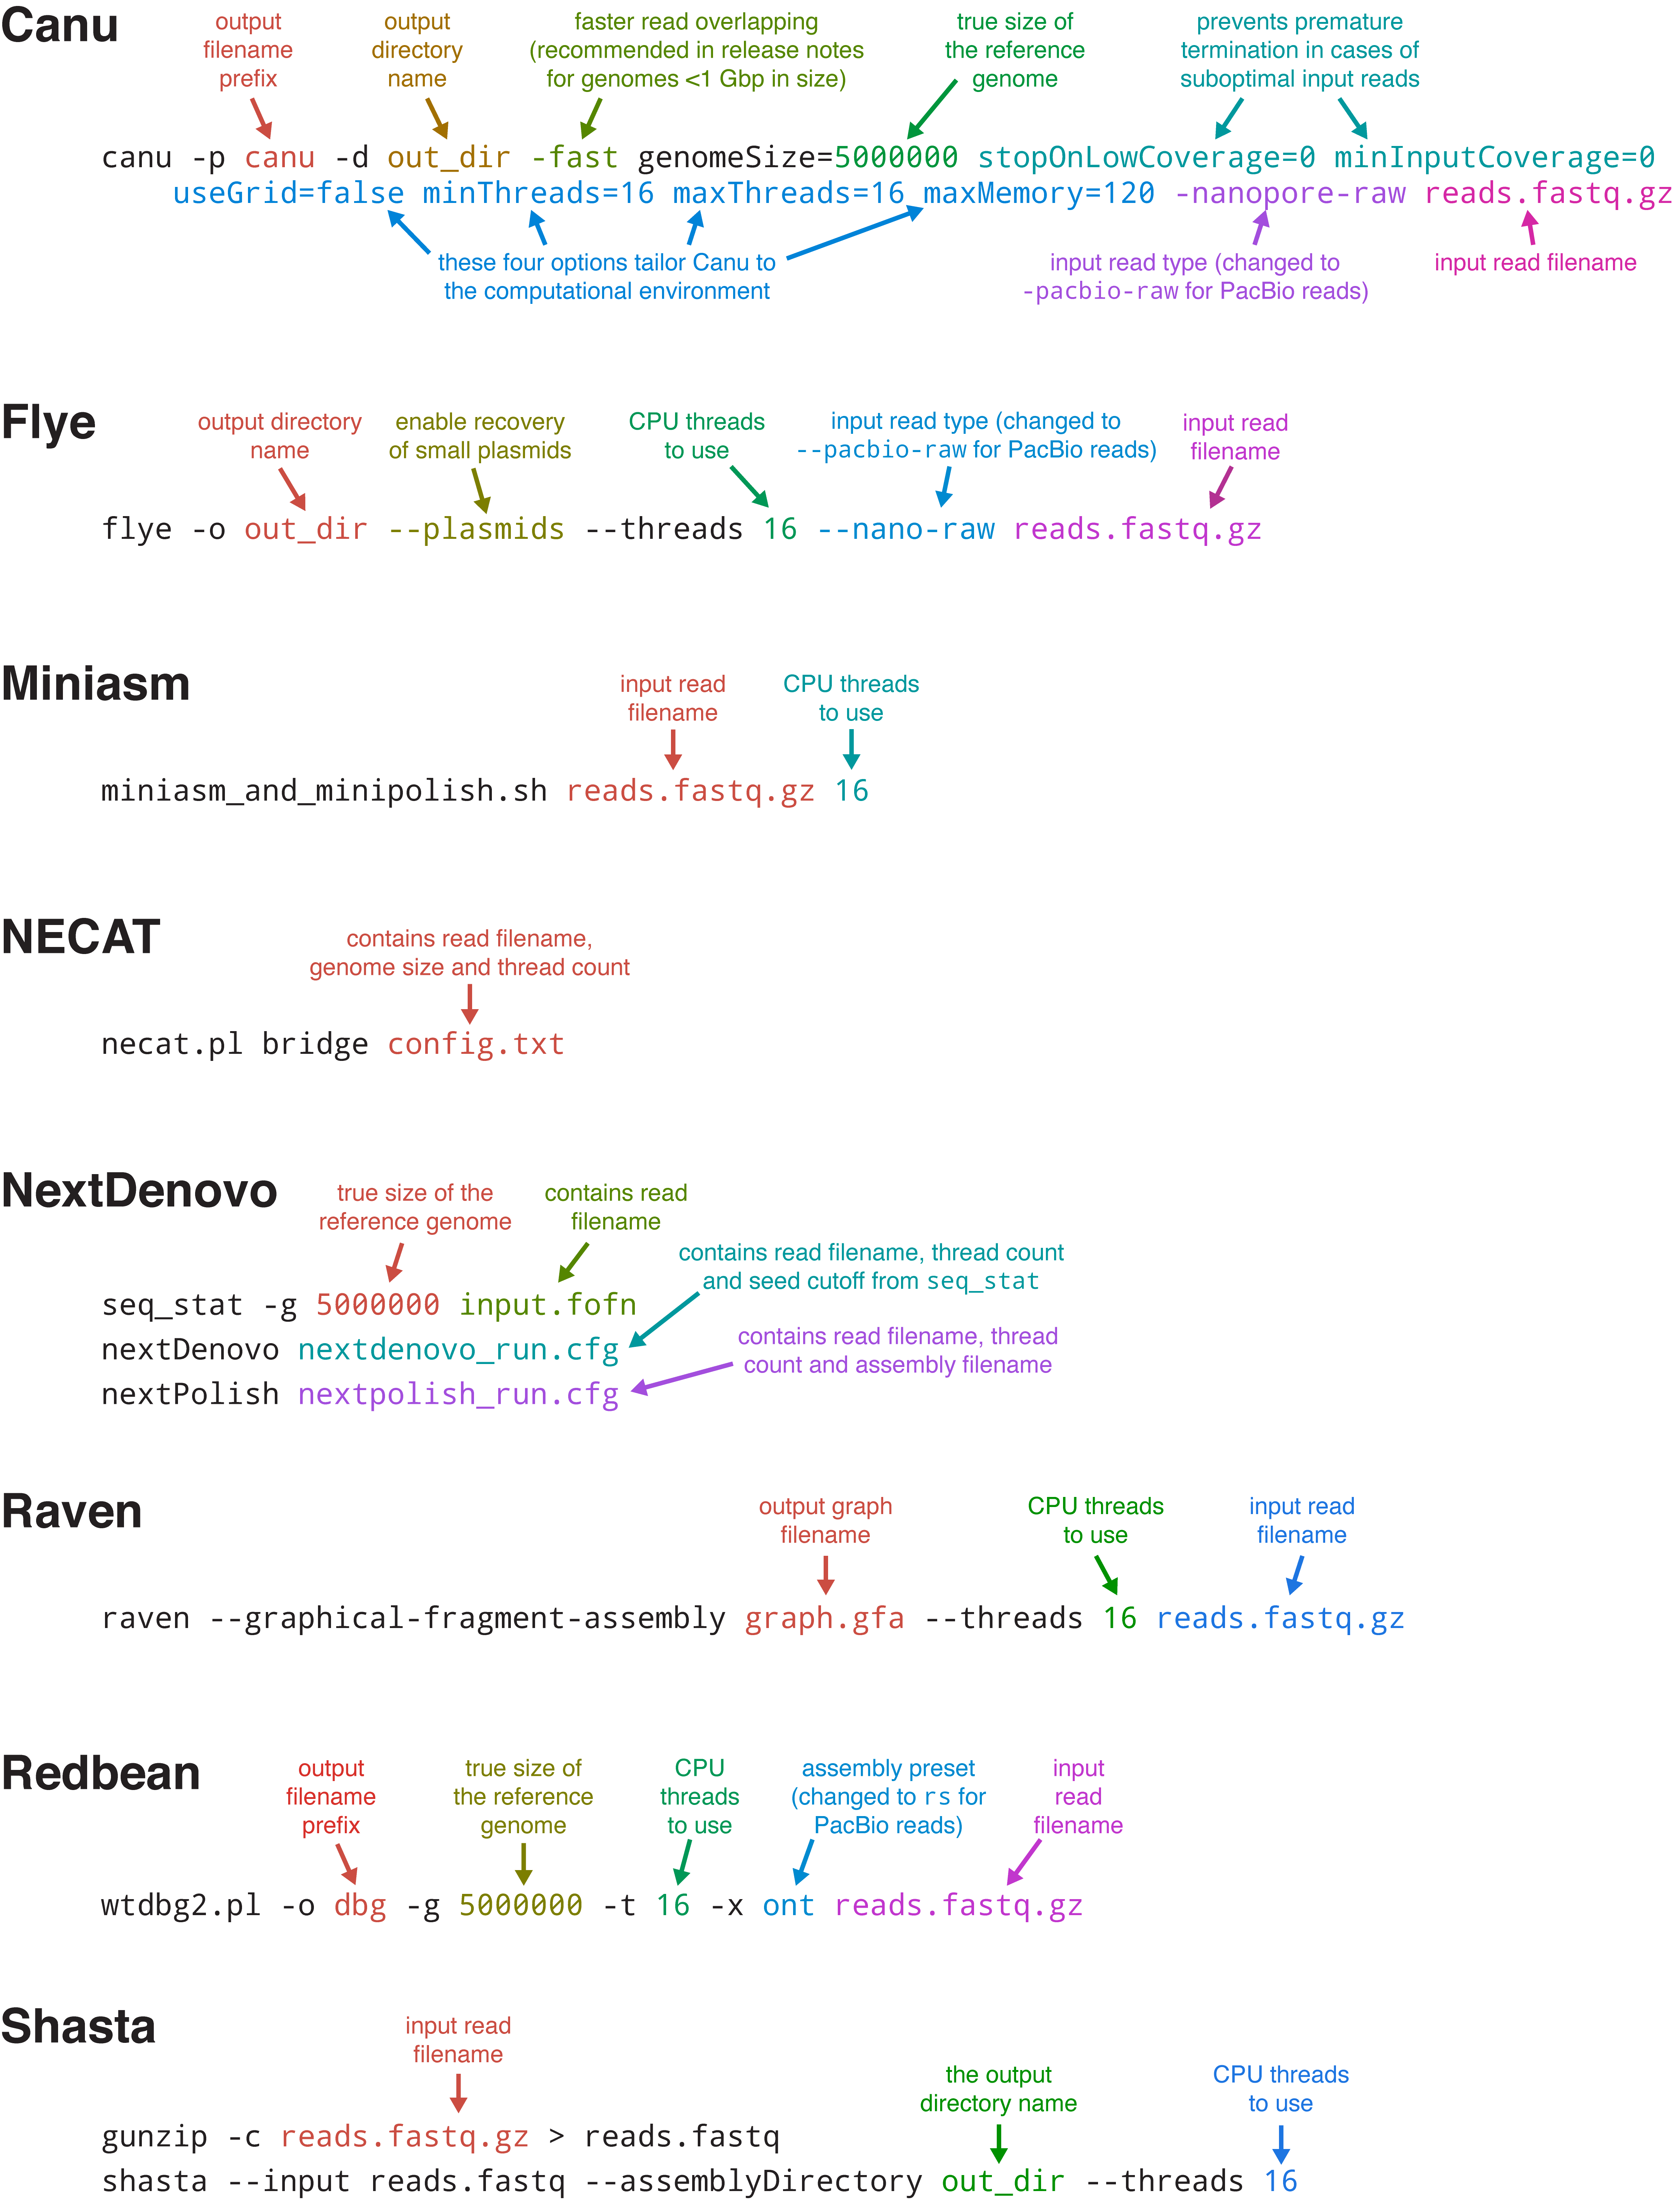 Canu
output
filename
prefix
output
directory
name
faster read overlapping
(recommended in release notes
for genomes <1 Gbp in size)
true size of
the reference
genome
prevents premature
termination in cases of
suboptimal input reads
canu -p canu -d out_dir -fast genomeSize=5000000 stopOnLowCoverage=0 minInputCoverage=0
useGrid=false minThreads=16 maxThreads=16 maxMemory=120 -nanopore-raw reads.fastq.gz
these four options tailor Canu to
the computational environment
input read type (changed to
-pacbio-raw for PacBio reads)
input read filename
Flye
output directory
name
enable recovery
of small plasmids
CPU threads
to use
input read type (changed to
--pacbio-raw for PacBio reads)
input read
filename
flye -o out_dir --plasmids --threads 16 --nano-raw reads.fastq.gz
Miniasm
input read
filename
CPU threads
to use
miniasm_and_minipolish.sh reads.fastq.gz 16
NECAT
contains read filename,
genome size and thread count
necat.pl bridge config.txt
NextDenovo
true size of the
reference genome
contains read
filename
contains read filename, thread count
and seed cutoff from seq_stat
seq_stat -g 5000000 input.fofn
nextDenovo nextdenovo_run.cfg
contains read filename, thread
count and assembly filename
nextPolish nextpolish_run.cfg
Raven
output graph
filename
CPU threads
to use
input read
filename
raven --graphical-fragment-assembly graph.gfa --threads 16 reads.fastq.gz
Redbean
output
filename
prefix
true size of
the reference
genome
CPU
threads
to use
assembly preset
(changed to rs for
PacBio reads)
input
read
filename
wtdbg2.pl -o dbg -g 5000000 -t 16 -x ont reads.fastq.gz
Shasta
input read
filename
the output
directory name
CPU threads
to use
gunzip -c reads.fastq.gz > reads.fastq
shasta --input reads.fastq --assemblyDirectory out_dir --threads 16